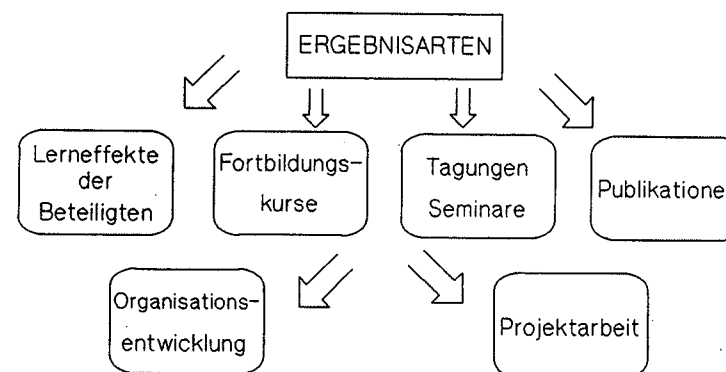 ERGEBNISARTEN
Lerneffekte
der
Beteiligten
Fortbildungs-
kurse
Tagungen
Seminare
Publikatione
Organisations-
entwicklung
Projektarbeit